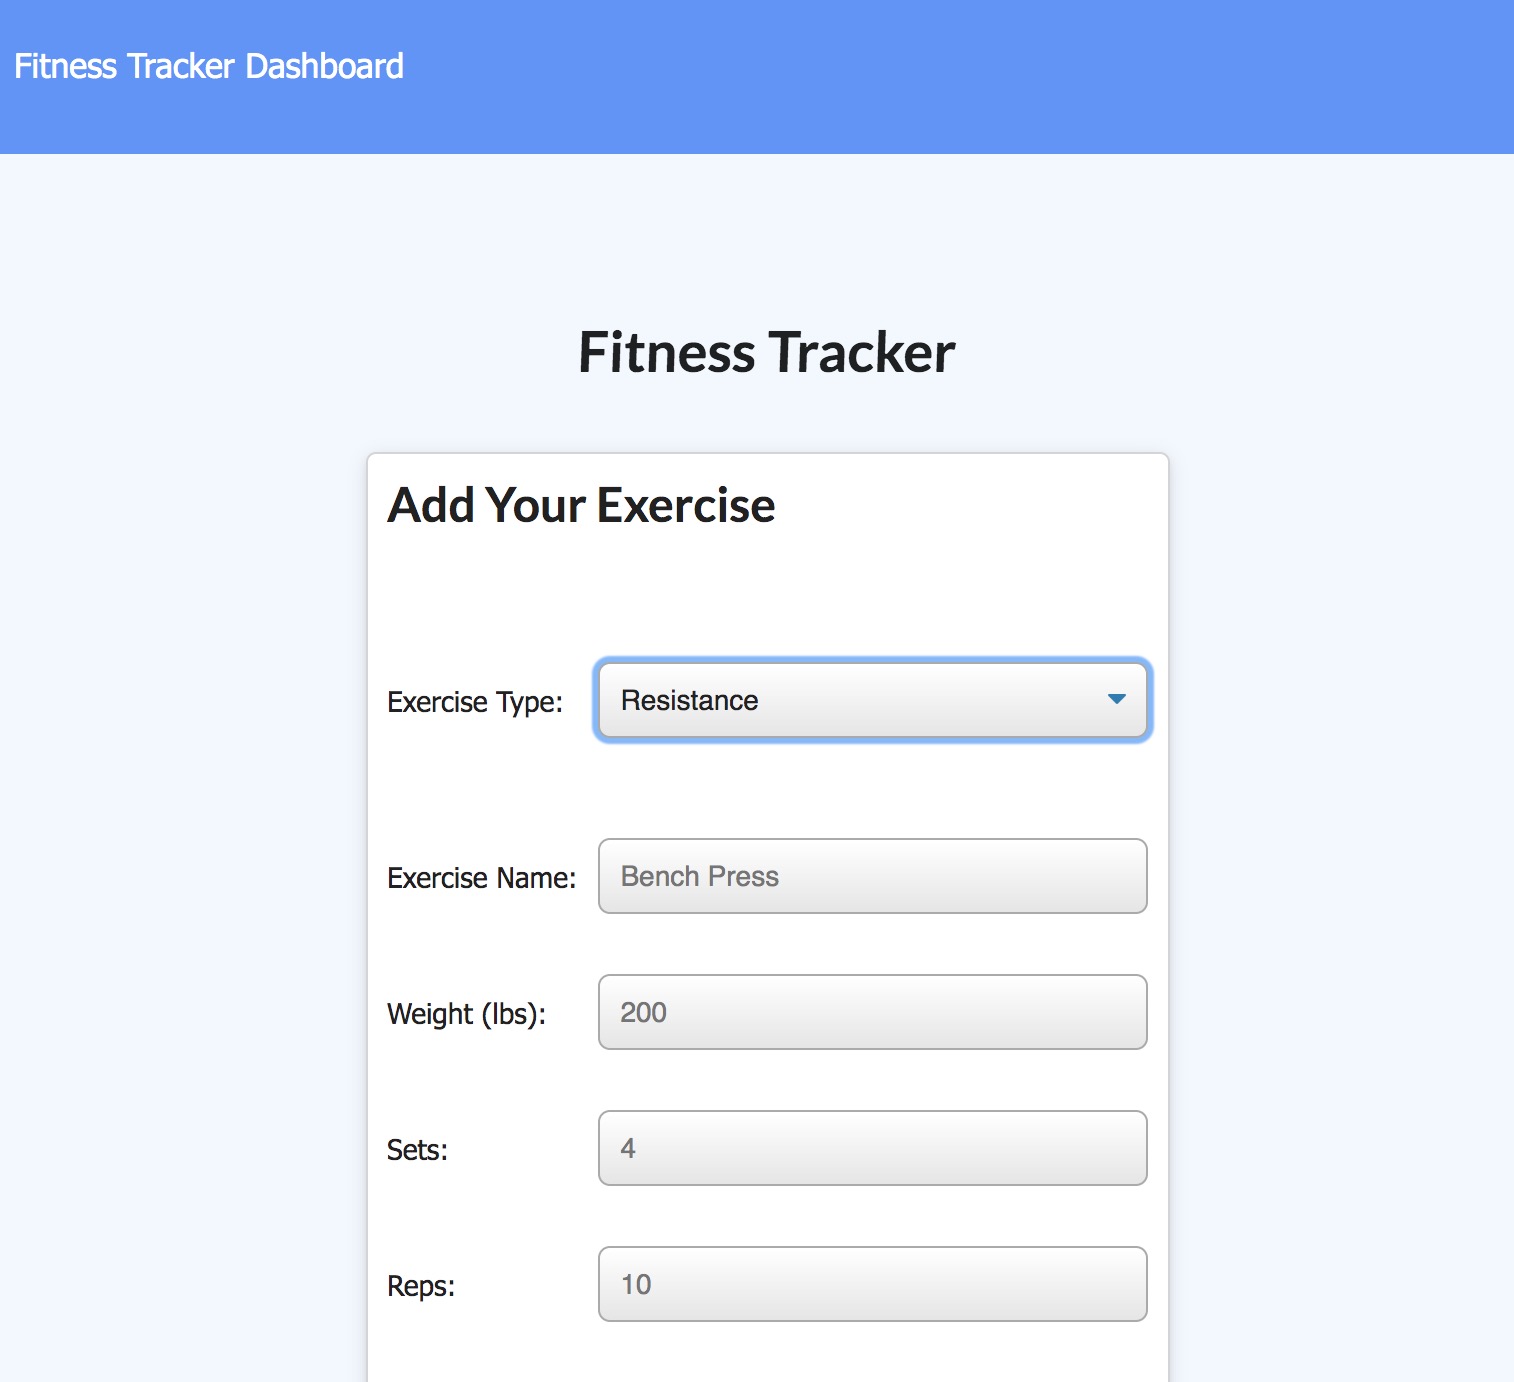 Fitness Tracker Dashboard
Fitness Tracker
Add Your Exercise
Exercise Type: Resistance
Exercise Name: Bench Press
Weight (lbs): 200
Sets: 4
Reps: 10